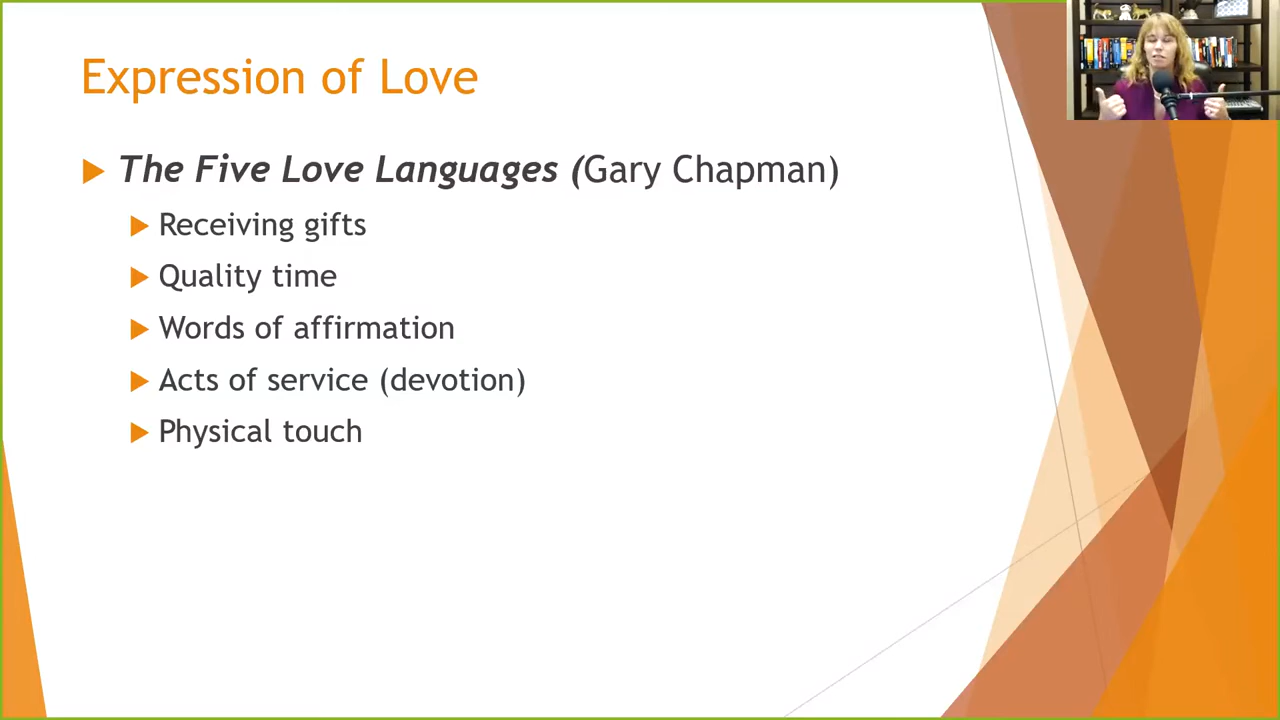 Expression of Love
The Five Love Languages (Gary Chapman)
Receiving gifts
Quality time
Words of affirmation
Acts of service (devotion)
Physical touch